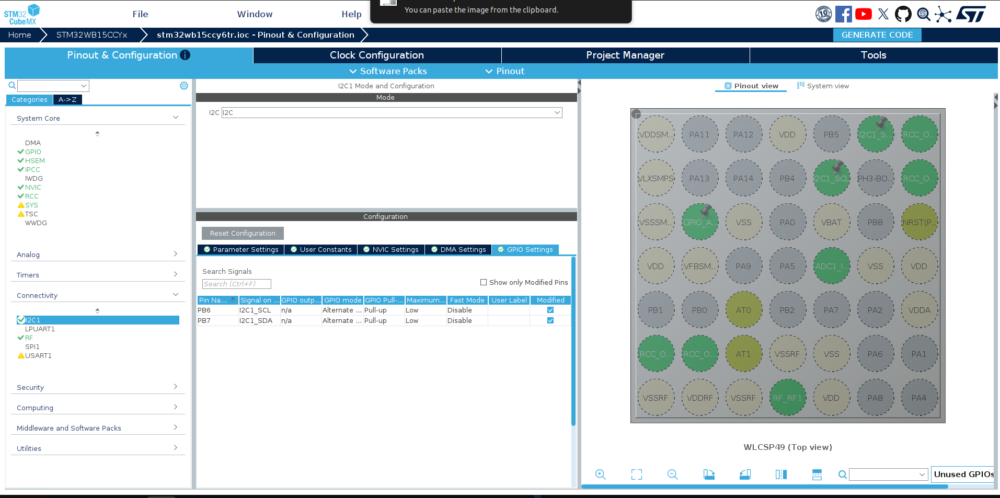 You can paste the image from the clipboard.
STM32
CubeMX
File
Window
Help
10
Home
STM32WB15CCYx
stm32wb15ccy6tr.ioc - Pinout & Configuration
GENERATE CODE
Pinout & Configuration
Clock Configuration
Project Manager
Tools
Software Packs
Pinout
Categories
A->Z
System Core
DMA
GPIO
HSEM
IPCC
IWDG
NVIC
RCC
SYS
TSC
WWDG
Analog
Timers
Connectivity
I2C1
LPUART1
RF
SPI1
USART1
Security
Computing
Middleware and Software Packs
Utilities
I2C1 Mode and Configuration
Mode
I2C I2C
Configuration
Reset Configuration
Parameter Settings
User Constants
NVIC Settings
DMA Settings
GPIO Settings
Search Signals
Search (Ctrl+F)
Show only Modified Pins
Pin Na... Signal on ... GPIO outp... GPIO mode GPIO Pull-... Maximum... Fast Mode User Label Modified
PB6 I2C1_SCL n/a Alternate ... Pull-up Low Disable
PB7 I2C1_SDA n/a Alternate ... Pull-up Low Disable
Pinout view
System view
VDDSM.. PA11 PA12 VDD PB5 I2C1_S.. RCC_O..
VLXSMPS PA13 PA14 PB4 I2C1_SCL PH3-BO.. RCC_O..
VSSSM.. GPIO_A.. VSS PA0 VBAT PB8 NRST(P..
VDD VFBSM.. PA9 PA5 ADC1_I.. VSS VDD
PB1 PB0 AT0 PB2 PA7 PA2 VDDA
RCC_O.. RCC_O.. AT1 VSSRF VSS PA6 PA1
VSSRF VDDRF VSSRF RF_RF1 VDD PA8 PA4
WLCSP49 (Top view)
Unused GPIOs